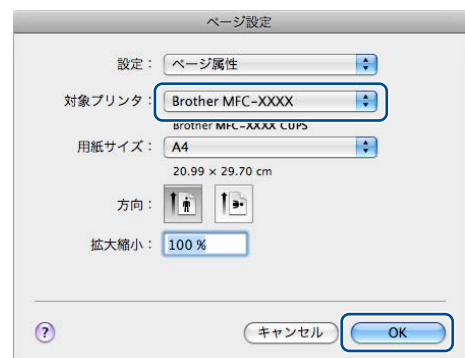 ページ設定
設定： ページ属性
対象プリンタ： Brother MFC-XXXX
Brother MFC-XXXX CUPS
用紙サイズ： A4
20.99 × 29.70 cm
方向：
拡大縮小： 100 %
? キャンセル OK